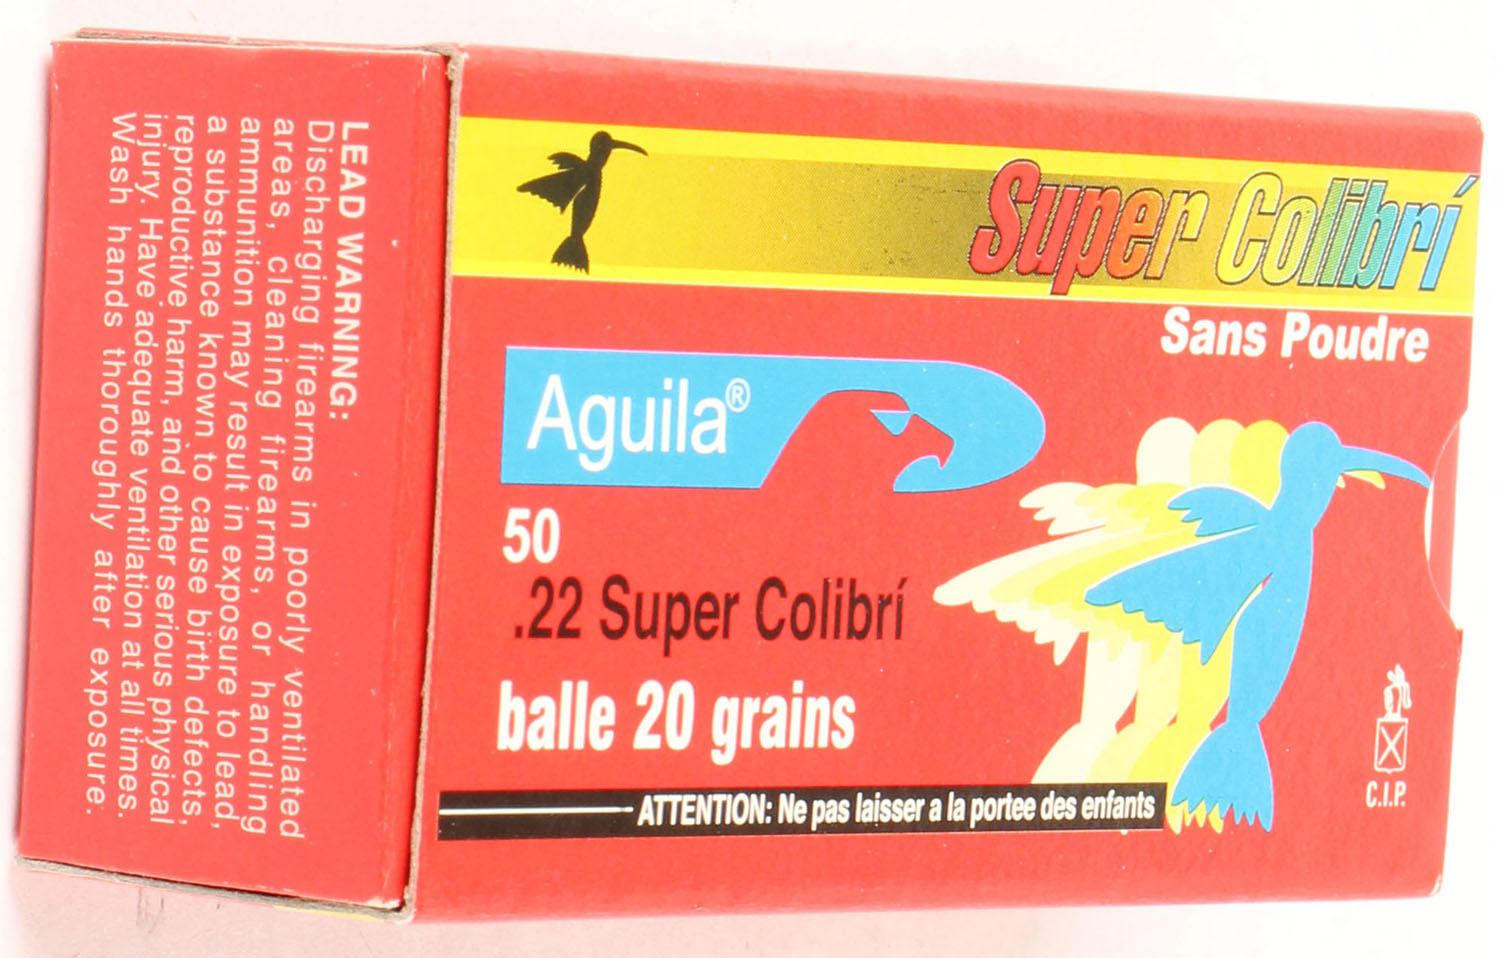 Super Colibrí
Sans Poudre
Aguila®
50
.22 Super Colibrí
balle 20 grains
ATTENTION: Ne pas laisser a la portee des enfants
C.I.P.
LEAD WARNING:
Discharging firearms in poorly ventilated
areas, cleaning firearms, or handling
ammunition may result in exposure to lead,
a substance known to cause birth defects,
reproductive harm, and other serious physical
injury. Have adequate ventilation at all times.
Wash hands thoroughly after exposure.